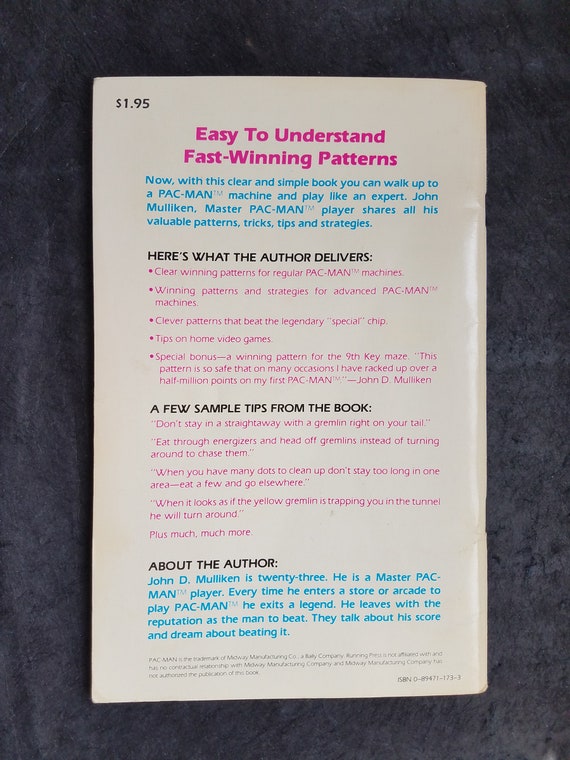 $1.95
Easy To Understand
Fast-Winning Patterns
Now, with this clear and simple book you can walk up to
a PAC-MAN™ machine and play like an expert. John
Mulliken, Master PAC-MAN™ player shares all his
valuable patterns, tricks, tips and strategies.
HERE'S WHAT THE AUTHOR DELIVERS:
•Clear winning patterns for regular PAC-MAN™ machines.
•Winning patterns and strategies for advanced PAC-MAN™
machines.
•Clever patterns that beat the legendary "special" chip.
•Tips on home video games.
•Special bonus—a winning pattern for the 9th Key maze. "This
pattern is so safe that on many occasions I have racked up over a
half-million points on my first PAC-MAN™."—John D. Mulliken
A FEW SAMPLE TIPS FROM THE BOOK:
"Don't stay in a straightaway with a gremlin right on your tail."
"Eat through energizers and head off gremlins instead of turning
around to chase them."
"When you have many dots to clean up don't stay too long in one
area—eat a few and go elsewhere."
"When it looks as if the yellow gremlin is trapping you in the tunnel
he will turn around."
Plus much, much more.
ABOUT THE AUTHOR:
John D. Mulliken is twenty-three. He is a Master PAC-
MAN™ player. Every time he enters a store or arcade to
play PAC-MAN™ he exits a legend. He leaves with the
reputation as the man to beat. They talk about his score
and dream about beating it.
PAC-MAN is the trademark of Midway Manufacturing Co., a Bally Company. Running Press is not affiliated with and
has no contractual relationship with Midway Manufacturing Company and Midway Manufacturing Company has
not authorized the publication of this book.
ISBN 0-89471-173-3